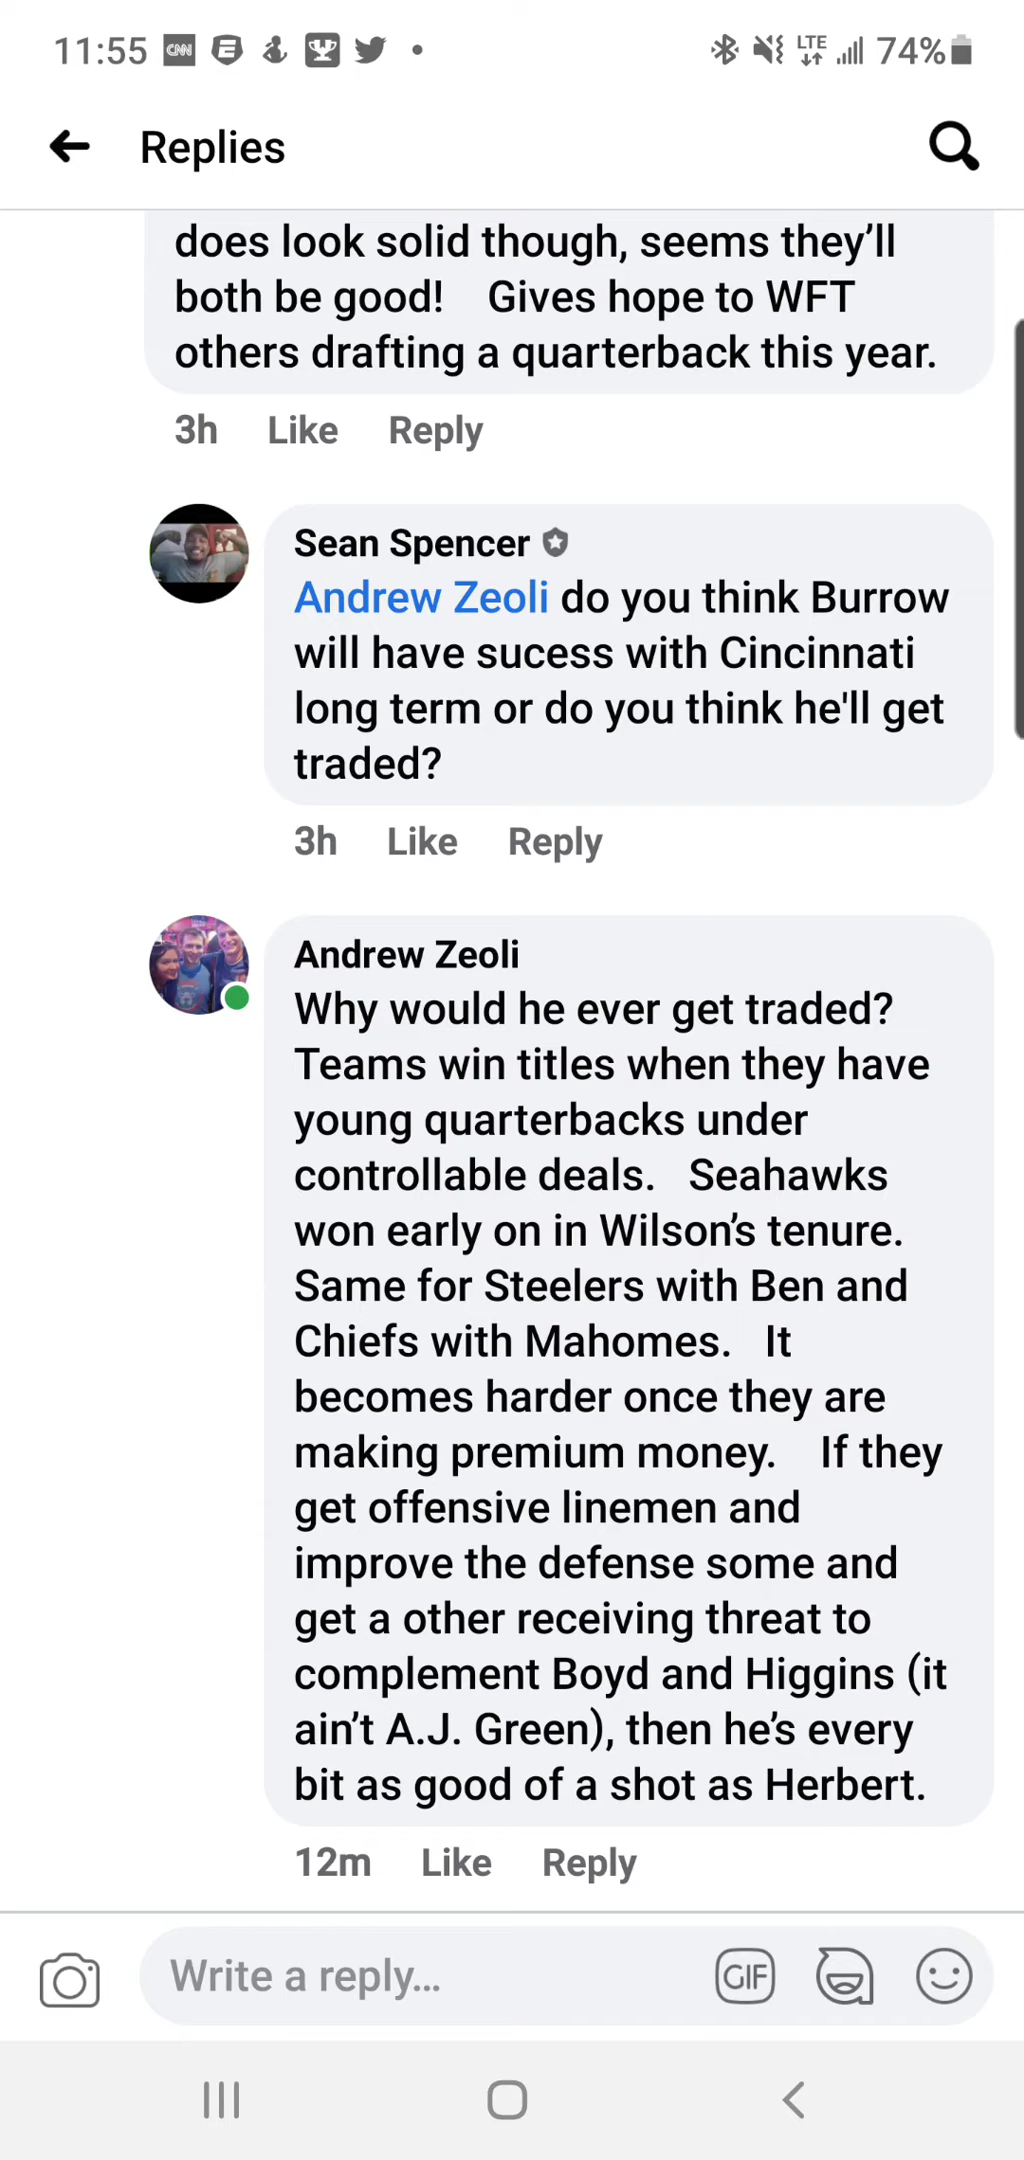 11:55 CNN E LTE 74%
Replies
does look solid though, seems they’ll
both be good! Gives hope to WFT
others drafting a quarterback this year.
3h Like Reply
Sean Spencer
Andrew Zeoli do you think Burrow
will have sucess with Cincinnati
long term or do you think he'll get
traded?
3h Like Reply
Andrew Zeoli
Why would he ever get traded?
Teams win titles when they have
young quarterbacks under
controllable deals. Seahawks
won early on in Wilson’s tenure.
Same for Steelers with Ben and
Chiefs with Mahomes. It
becomes harder once they are
making premium money. If they
get offensive linemen and
improve the defense some and
get a other receiving threat to
complement Boyd and Higgins (it
ain’t A.J. Green), then he’s every
bit as good of a shot as Herbert.
12m Like Reply
Write a reply... GIF